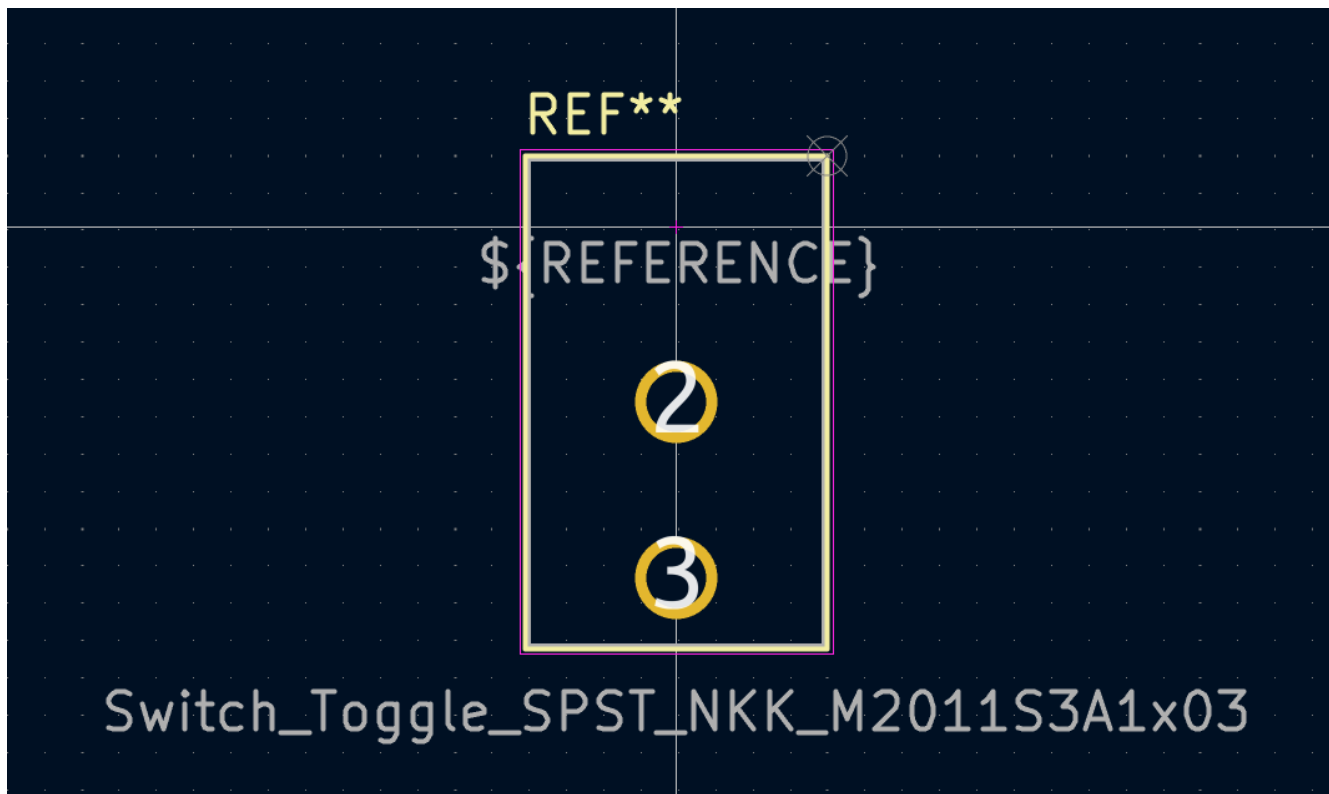 REF**
${REFERENCE}
2
3
Switch_Toggle_SPST_NKK_M2011S3A1x03